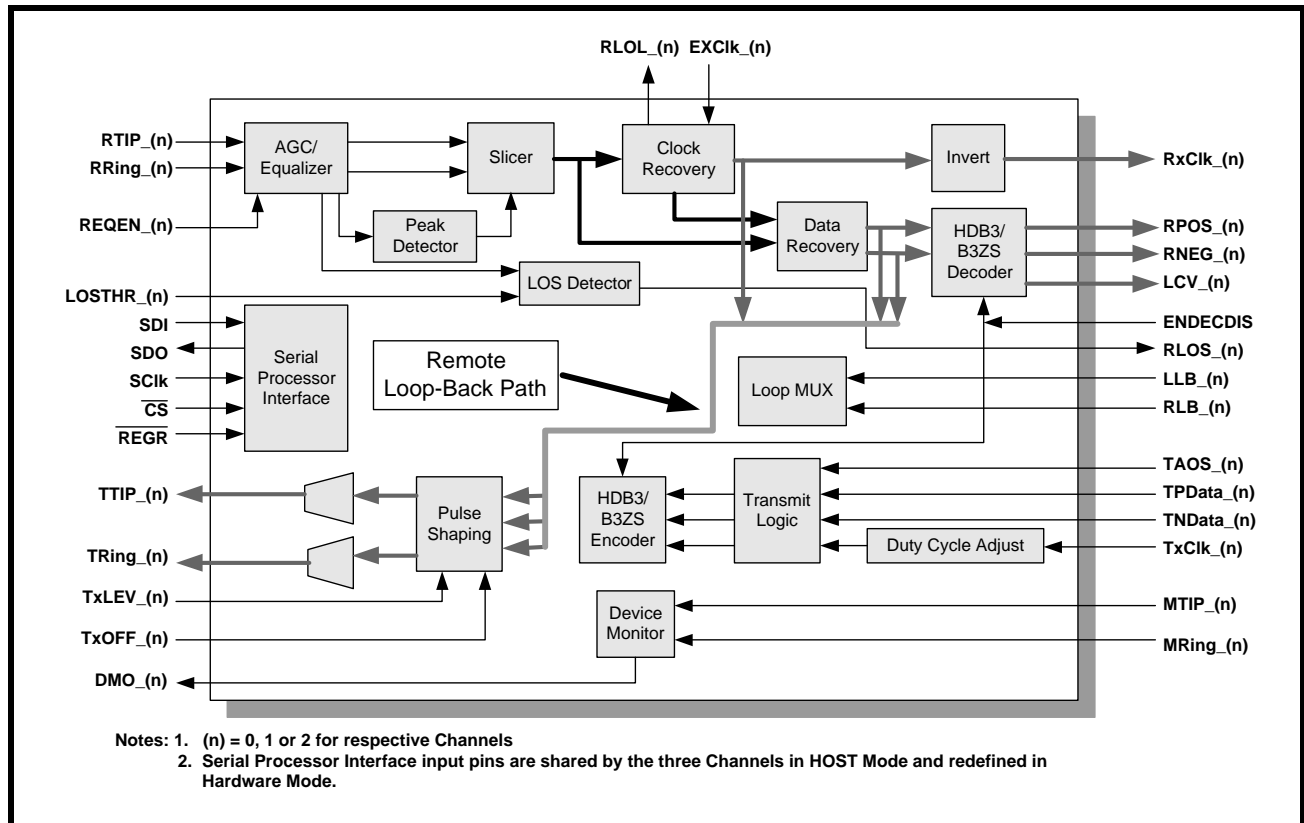 RLOL_(n) EXClk_(n)
RTIP_(n)
RRing_(n)
REQEN_(n)
LOSTHR_(n)
SDI
SDO
SClk
CS
REGR
TTIP_(n)
TRing_(n)
TxLEV_(n)
TxOFF_(n)
DMO_(n)
AGC/
Equalizer
Slicer
Clock
Recovery
Invert
Peak
Detector
Data
Recovery
HDB3/
B3ZS
Decoder
LOS Detector
Serial
Processor
Interface
Remote
Loop-Back Path
Loop MUX
Pulse
Shaping
HDB3/
B3ZS
Encoder
Transmit
Logic
Duty Cycle Adjust
Device
Monitor
RxClk_(n)
RPOS_(n)
RNEG_(n)
LCV_(n)
ENDECDIS
RLOS_(n)
LLB_(n)
RLB_(n)
TAOS_(n)
TPData_(n)
TNData_(n)
TxClk_(n)
MTIP_(n)
MRing_(n)
Notes: 1. (n) = 0, 1 or 2 for respective Channels
2. Serial Processor Interface input pins are shared by the three Channels in HOST Mode and redefined in
Hardware Mode.